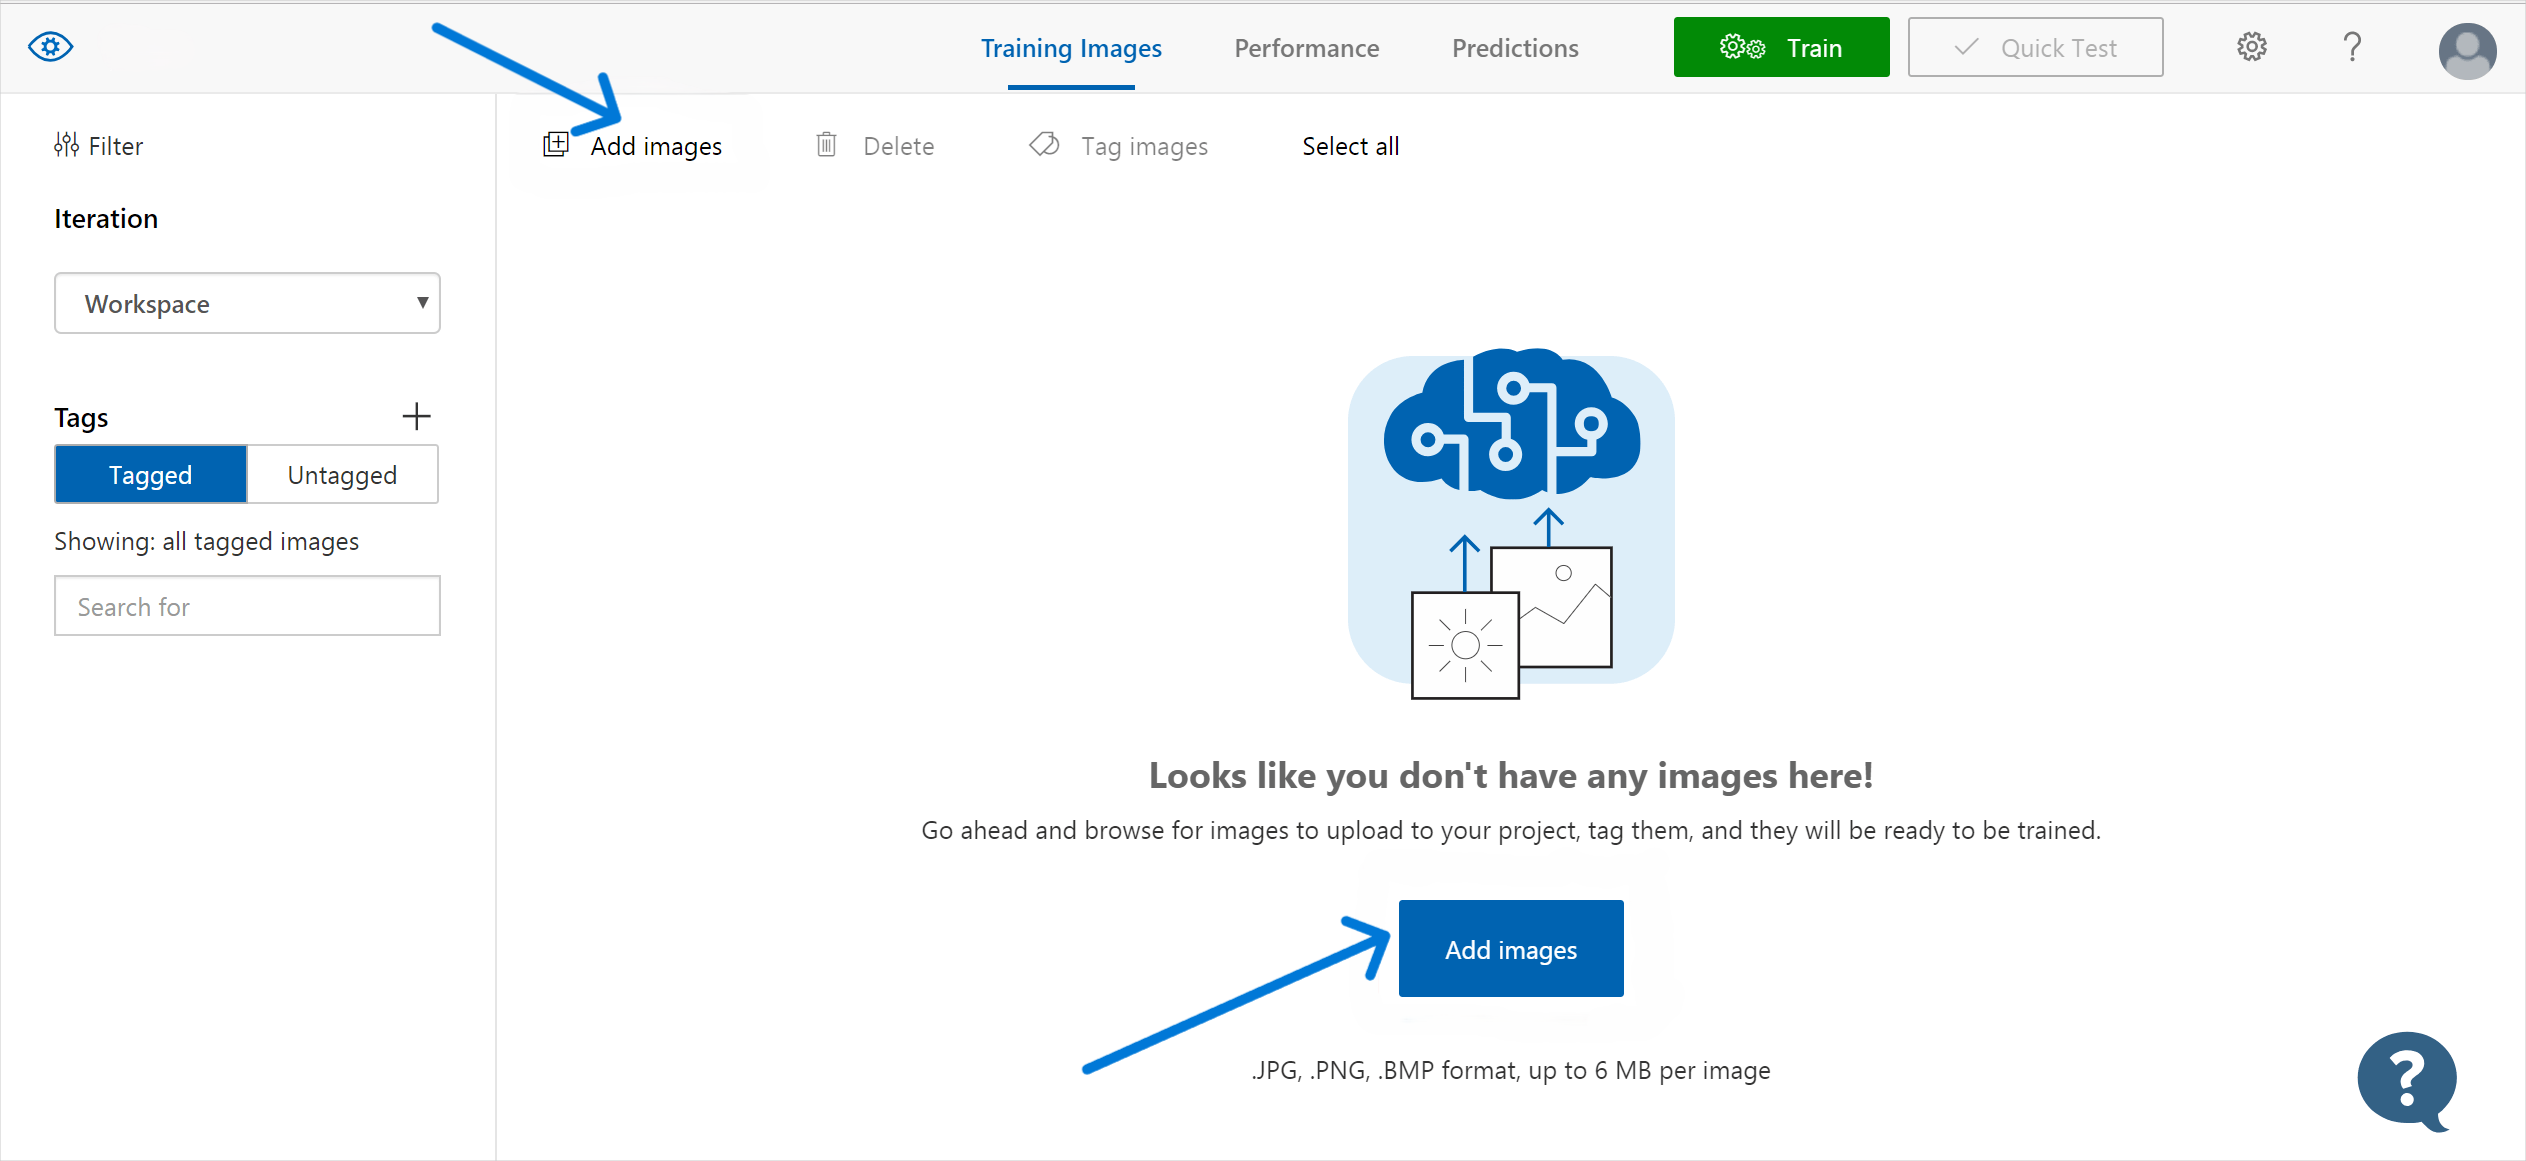 Training Images
Performance
Predictions
Train
Quick Test
?
Filter
Add images
Delete
Tag images
Select all
Iteration
Workspace
Tags
Tagged
Untagged
Showing: all tagged images
Search for
Looks like you don't have any images here!
Go ahead and browse for images to upload to your project, tag them, and they will be ready to be trained.
Add images
.JPG, .PNG, .BMP format, up to 6 MB per image
?